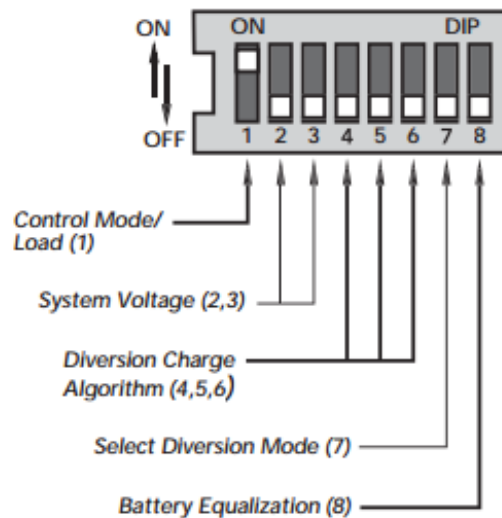 ON
ON DIP
OFF
1 2 3 4 5 6 7 8
Control Mode/
Load (1)
System Voltage (2,3)
Diversion Charge
Algorithm (4,5,6)
Select Diversion Mode (7)
Battery Equalization (8)